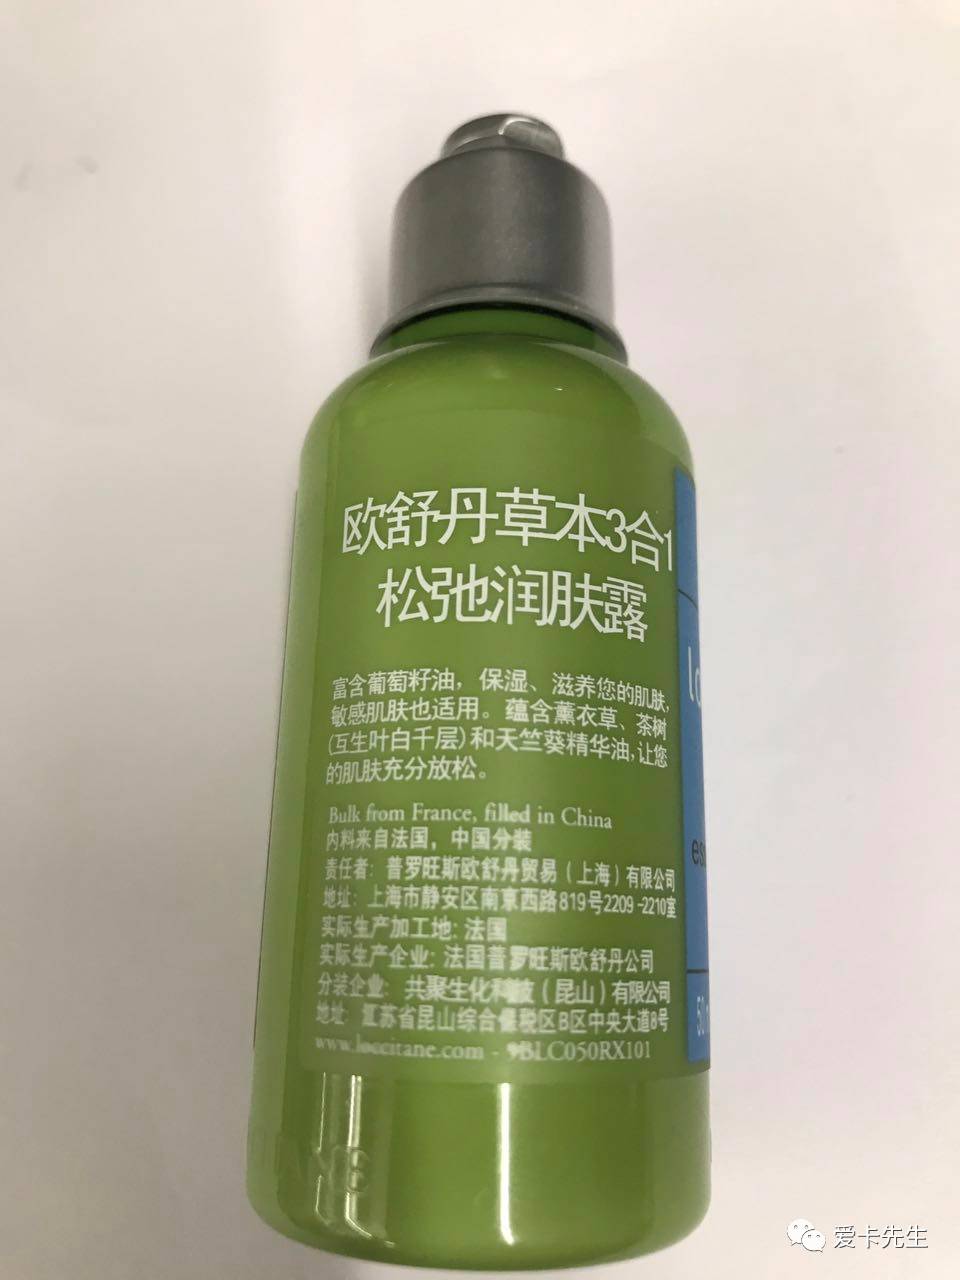 欧舒丹草本3合1
松弛润肤露
富含葡萄籽油，保湿、滋养您的肌肤，
敏感肌肤也适用。蕴含薰衣草、茶树
(互生叶白千层)和天竺葵精华油，让您
的肌肤充分放松。
Bulk from France, filled in China
内料来自法国，中国分装
责任者：普罗旺斯欧舒丹贸易（上海）有限公司
地址：上海市静安区南京西路819号2209-2210室
实际生产加工地：法国
实际生产企业：法国普罗旺斯欧舒丹公司
分装企业：共聚生化科技（昆山）有限公司
地址：江苏省昆山综合保税区B区中央大道8号
www.loccitane.com - 9BLC050RX101
50
爱卡先生